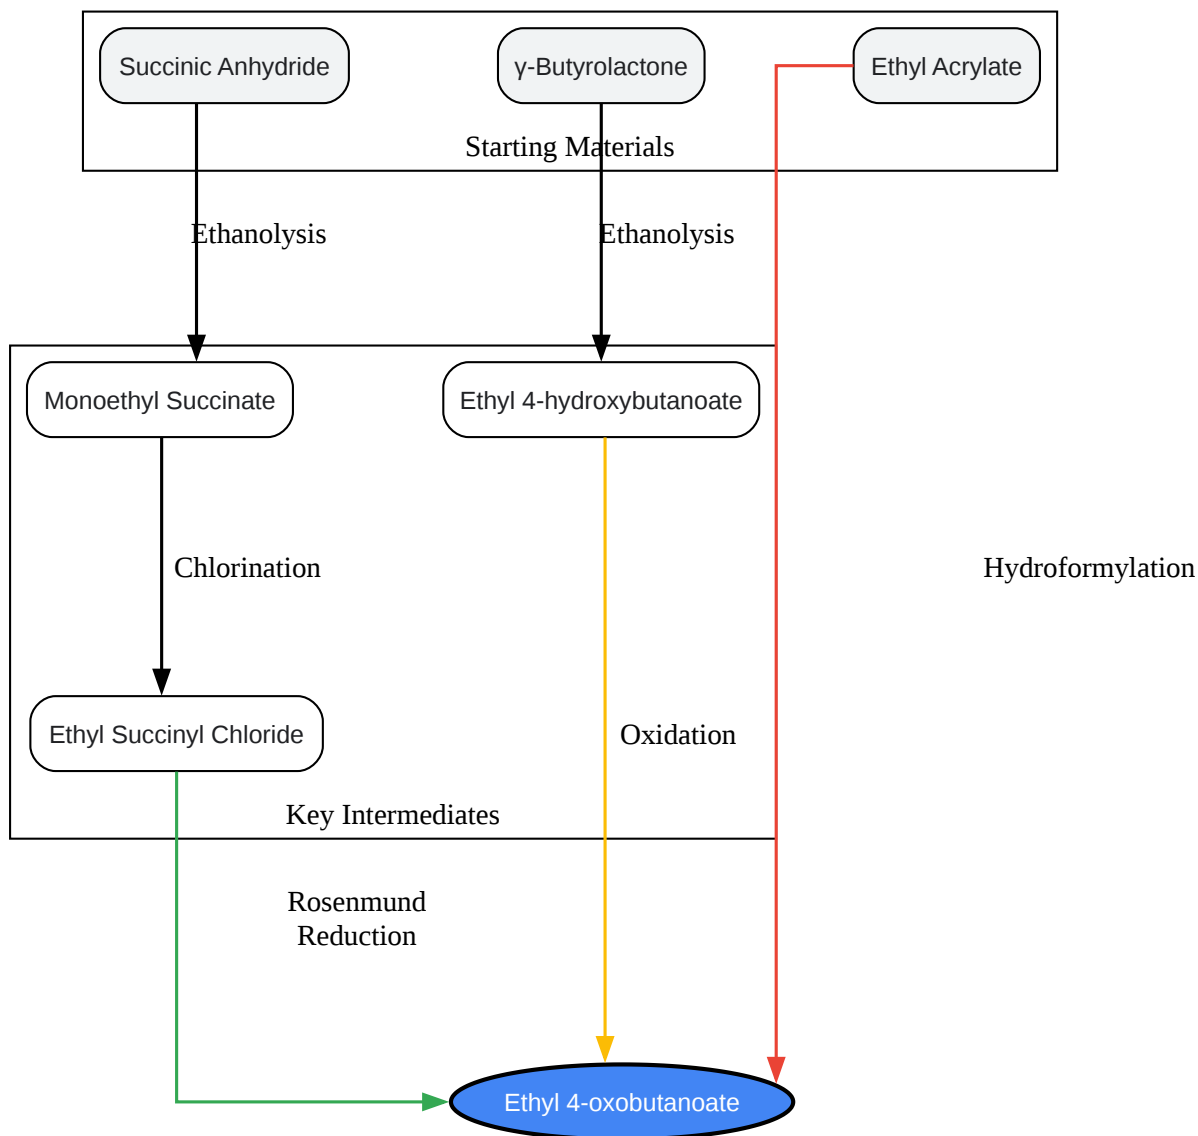 Succinic Anhydride
γ-Butyrolactone
Ethyl Acrylate
Starting Materials
Ethanolysis
Ethanolysis
Monoethyl Succinate
Ethyl 4-hydroxybutanoate
Chlorination
Hydroformylation
Ethyl Succinyl Chloride
Oxidation
Key Intermediates
Rosenmund
Reduction
Ethyl 4-oxobutanoate